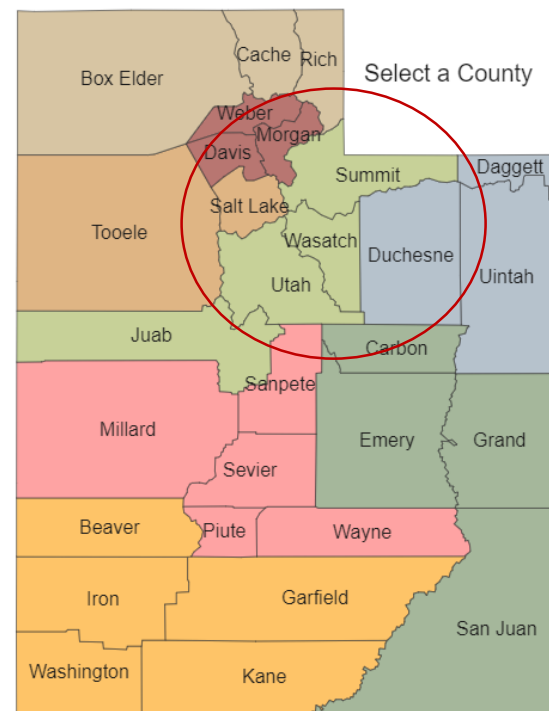 Cache
Rich
Box Elder
Select a County
Weber
Morgan
Davis
Summit
Daggett
Salt Lake
Tooele
Wasatch
Duchesne
Uintah
Utah
Juab
Carbon
Sanpete
Millard
Emery
Grand
Sevier
Beaver
Piute
Wayne
Iron
Garfield
San Juan
Washington
Kane